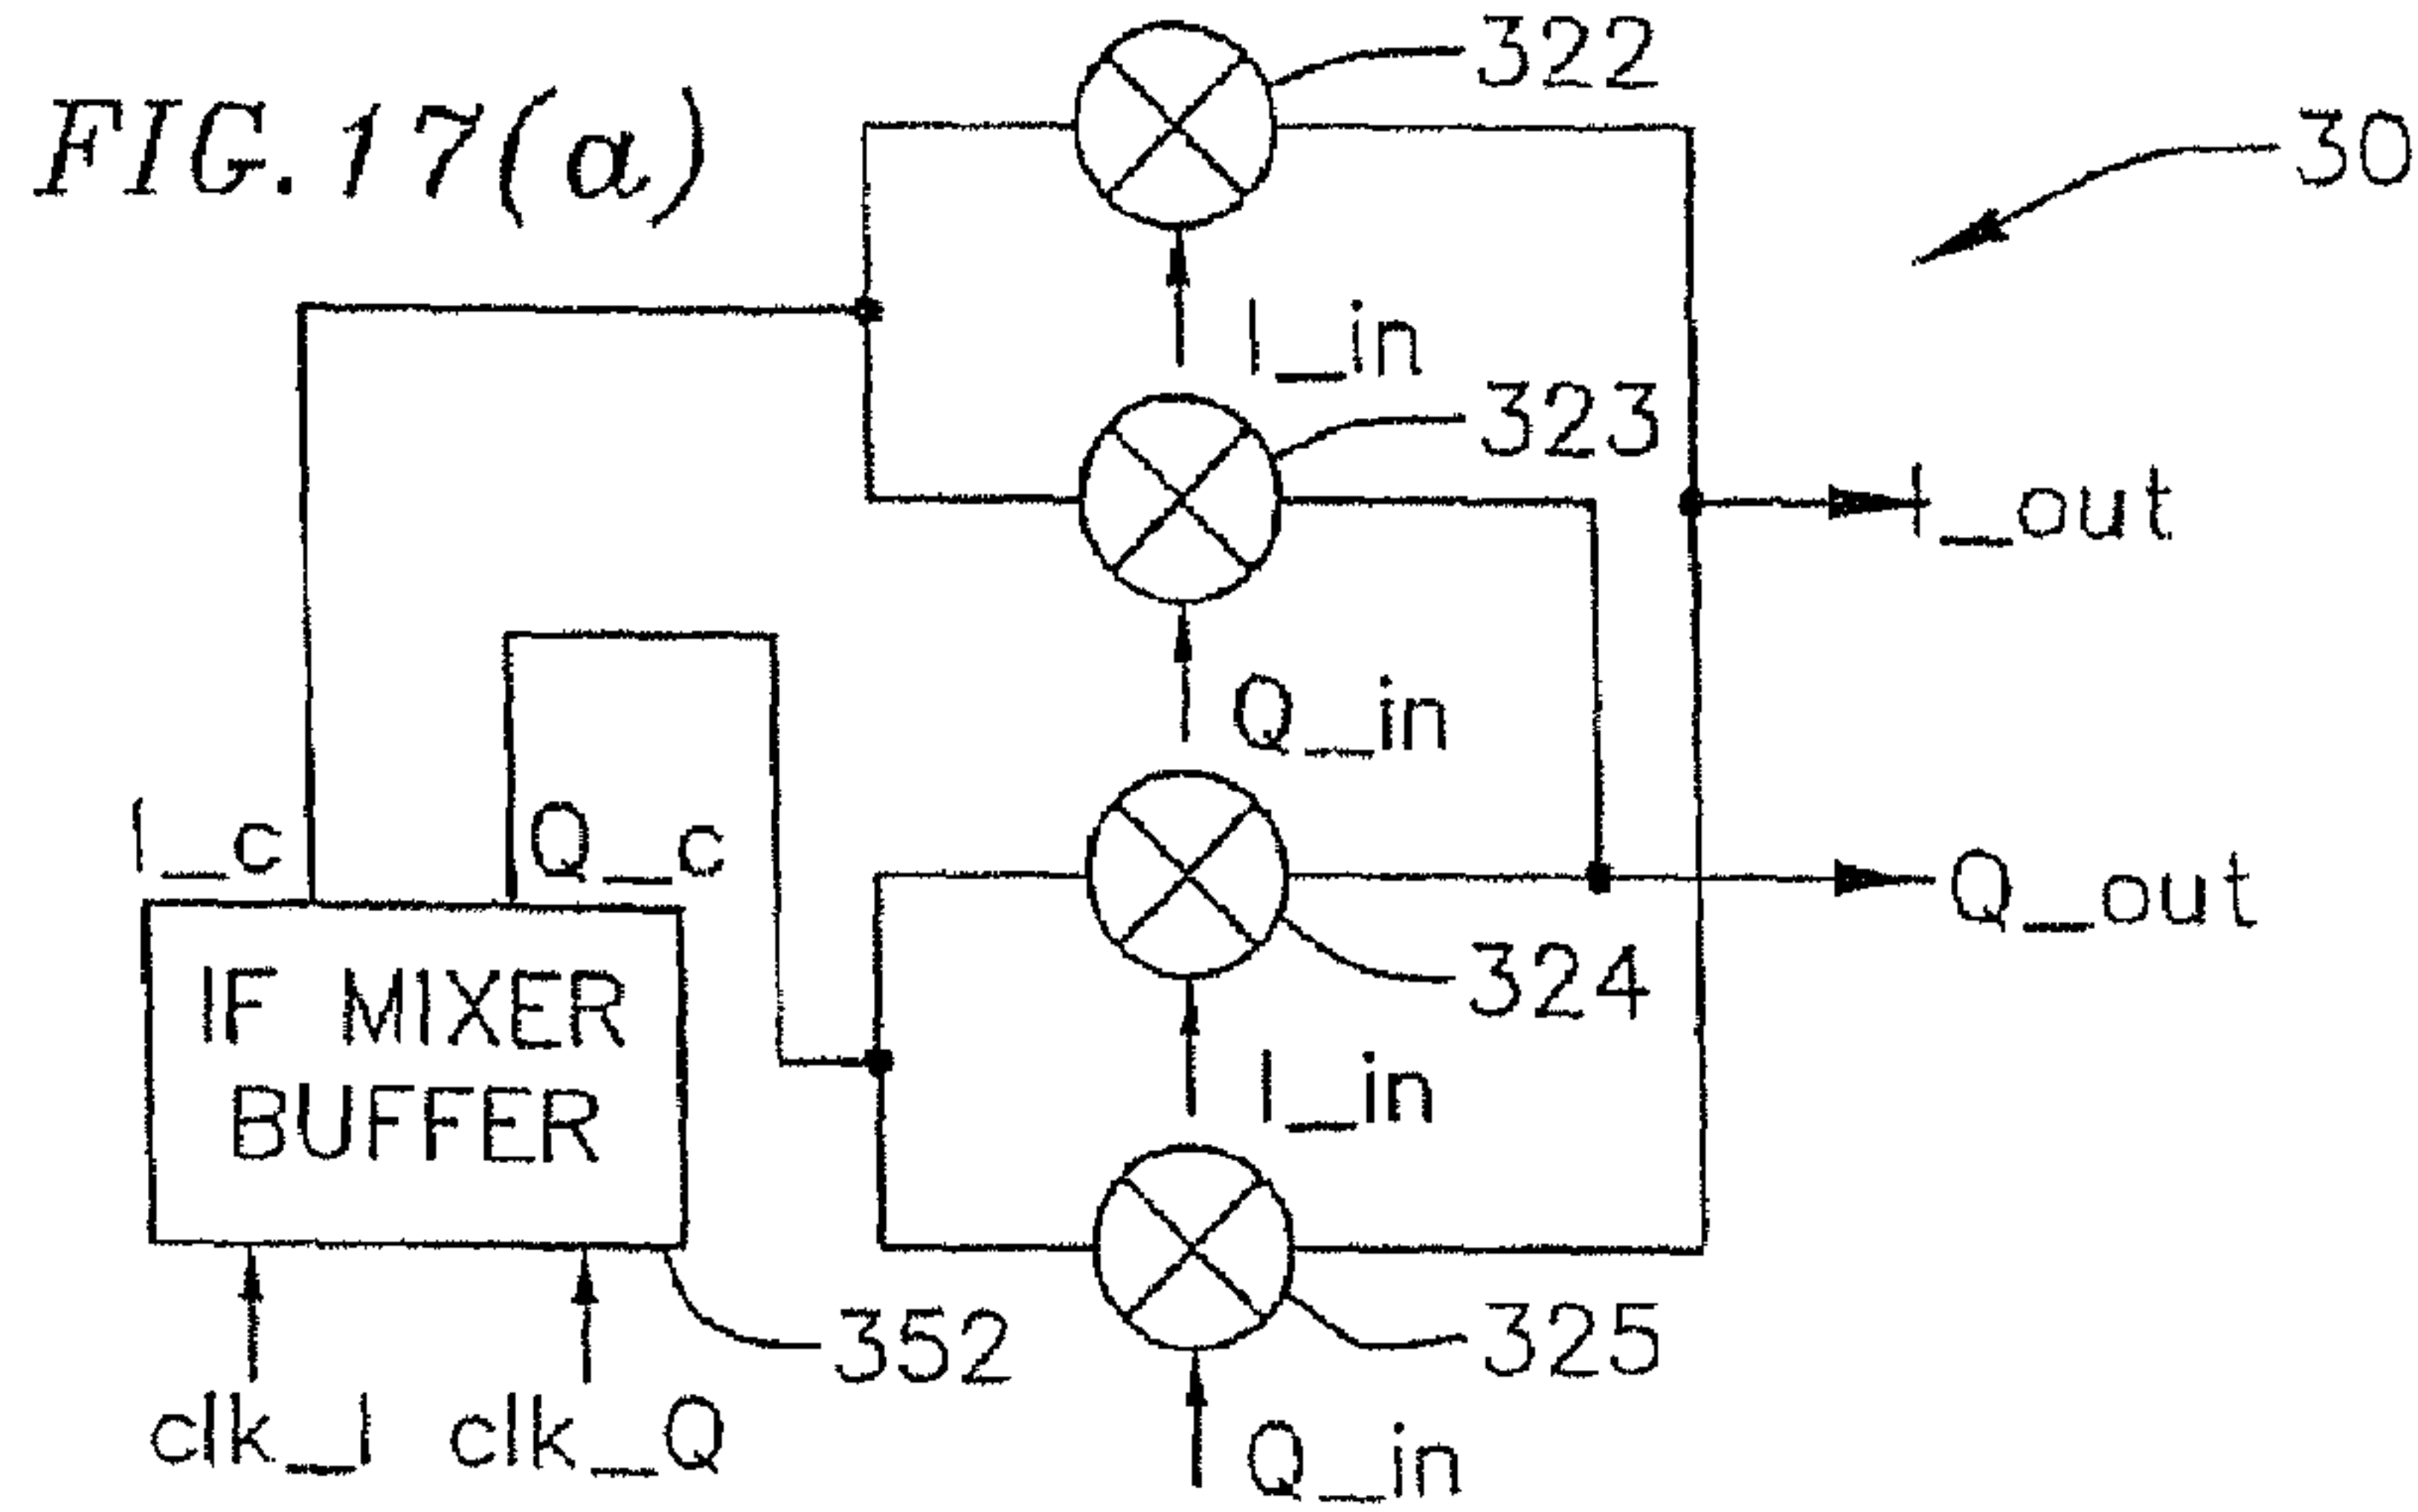 FIG. 17(a)
322
30
I_in
323
I_out
Q_in
I_c
Q_c
Q_out
IF MIXER
BUFFER
324
I_in
352
325
clk_I
clk_Q
Q_in